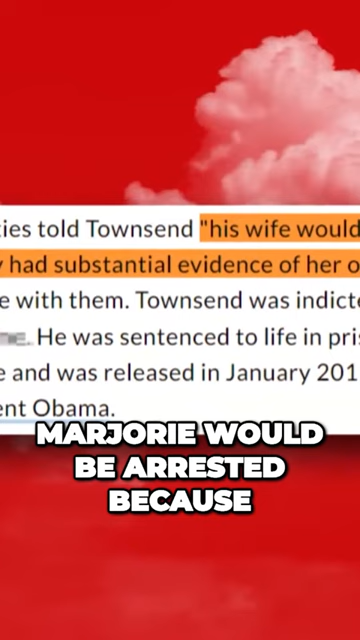 ties told Townsend "his wife would
y had substantial evidence of her o
e with them. Townsend was indicte
He was sentenced to life in pris
e and was released in January 201
ent Obama.
MARJORIE WOULD
BE ARRESTED
BECAUSE